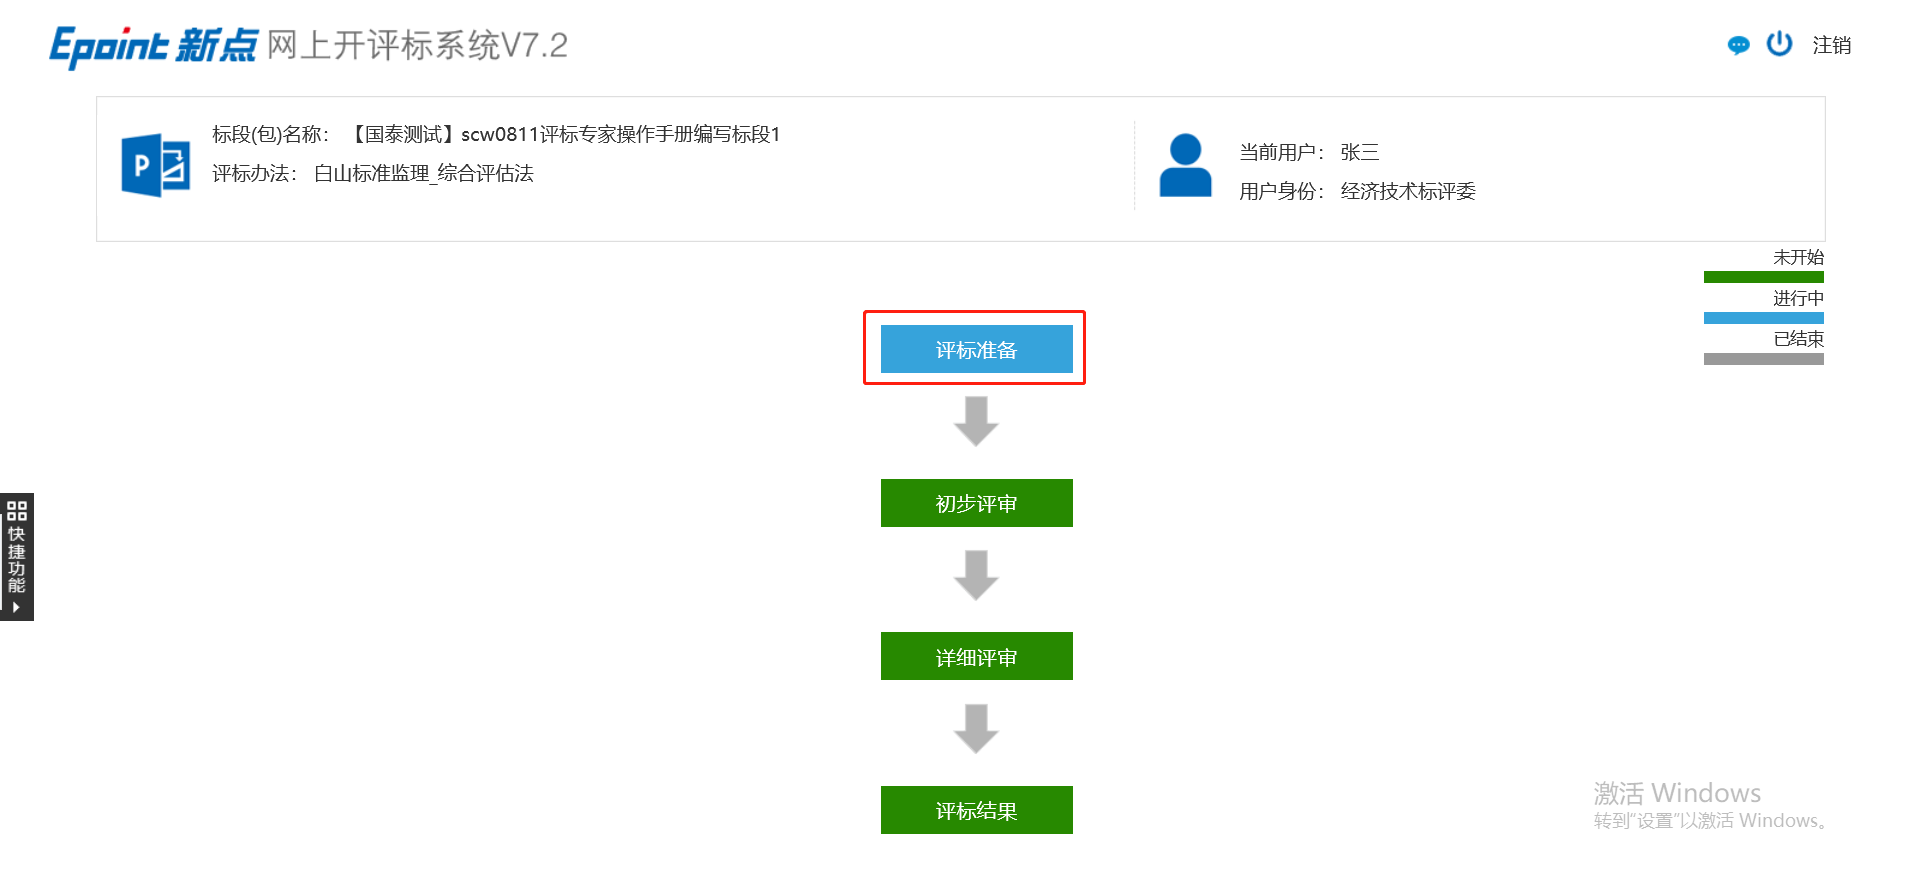 Epoint 新点 网上开评标系统V7.2
注销
标段(包)名称： 【国泰测试】scw0811评标专家操作手册编写标段1
评标办法： 白山标准监理_综合评估法
当前用户： 张三
用户身份： 经济技术标评委
未开始
进行中
已结束
评标准备
初步评审
详细评审
评标结果
快捷功能
激活 Windows
转到"设置"以激活 Windows。